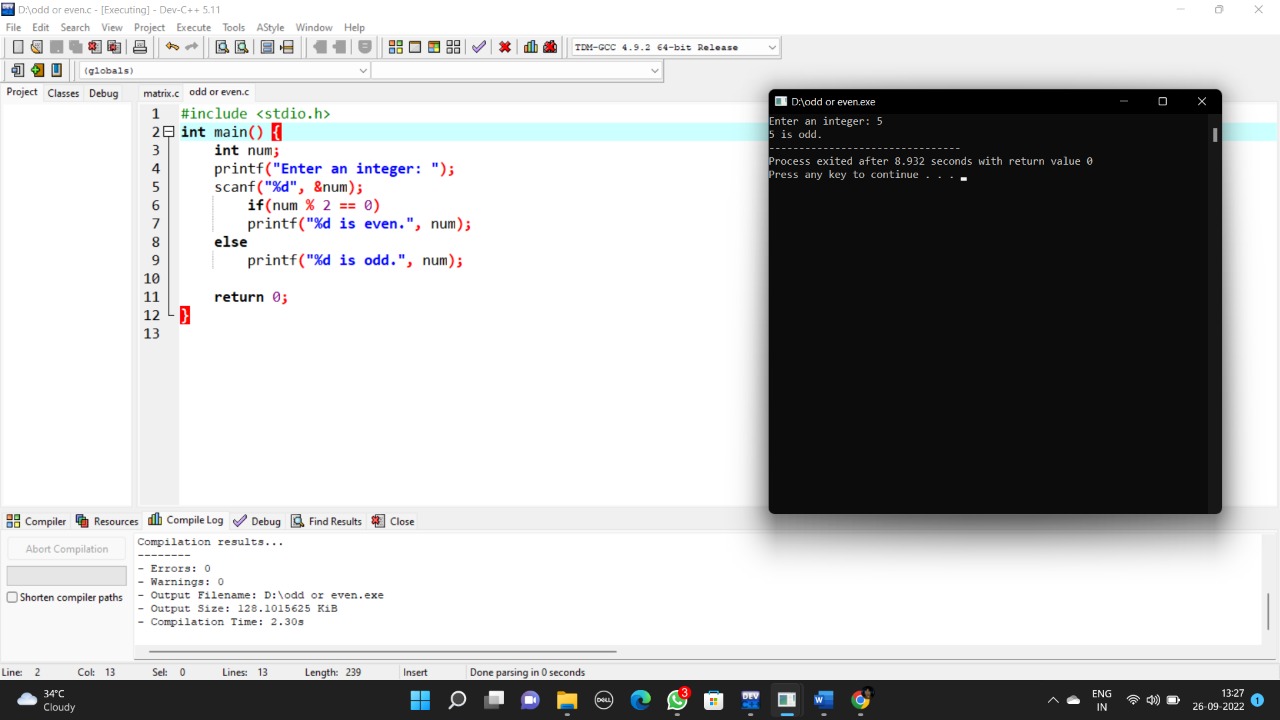 D:\odd or even.c - [Executing] - Dev-C++ 5.11
File Edit Search View Project Execute Tools AStyle Window Help
TDM-GCC 4.9.2 64-bit Release
(globals)
Project Classes Debug
matrix.c odd or even.c
1 #include <stdio.h>
2 int main() {
3 int num;
4 printf("Enter an integer: ");
5 scanf("%d", &num);
6 if(num % 2 == 0)
7 printf("%d is even.", num);
8 else
9 printf("%d is odd.", num);
10
11 return 0;
12 }
13
D:\odd or even.exe
Enter an integer: 5
5 is odd.
--------------------------------
Process exited after 8.932 seconds with return value 0
Press any key to continue . . .
Compiler Resources Compile Log Debug Find Results Close
Abort Compilation
Shorten compiler paths
Compilation results...
--------
- Errors: 0
- Warnings: 0
- Output Filename: D:\odd or even.exe
- Output Size: 128.1015625 KiB
- Compilation Time: 2.30s
Line: 2 Col: 13 Sel: 0 Lines: 13 Length: 239 Insert Done parsing in 0 seconds
34°C
Cloudy
DELL
3
DEV
W
ENG
IN
13:27
26-09-2022
1